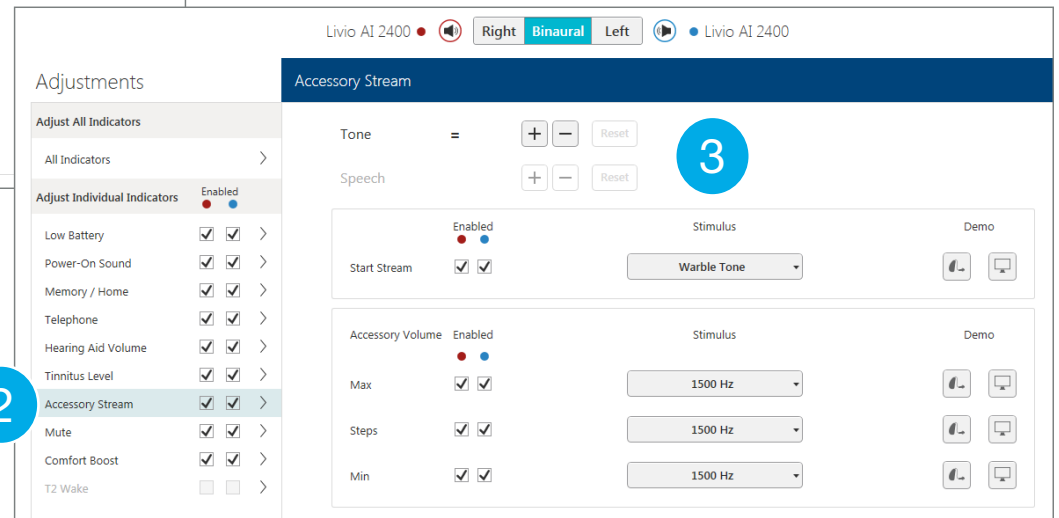 Livio AI 2400 Right Binaural Left Livio AI 2400
Adjustments
Accessory Stream
Adjust All Indicators
All Indicators
Adjust Individual Indicators Enabled
Low Battery
Power-On Sound
Memory / Home
Telephone
Hearing Aid Volume
Tinnitus Level
2 Accessory Stream
Mute
Comfort Boost
T2 Wake
Tone = + − Reset
3
Speech + − Reset
Enabled Stimulus Demo
Start Stream Warble Tone
Accessory Volume Enabled Stimulus Demo
Max 1500 Hz
Steps 1500 Hz
Min 1500 Hz